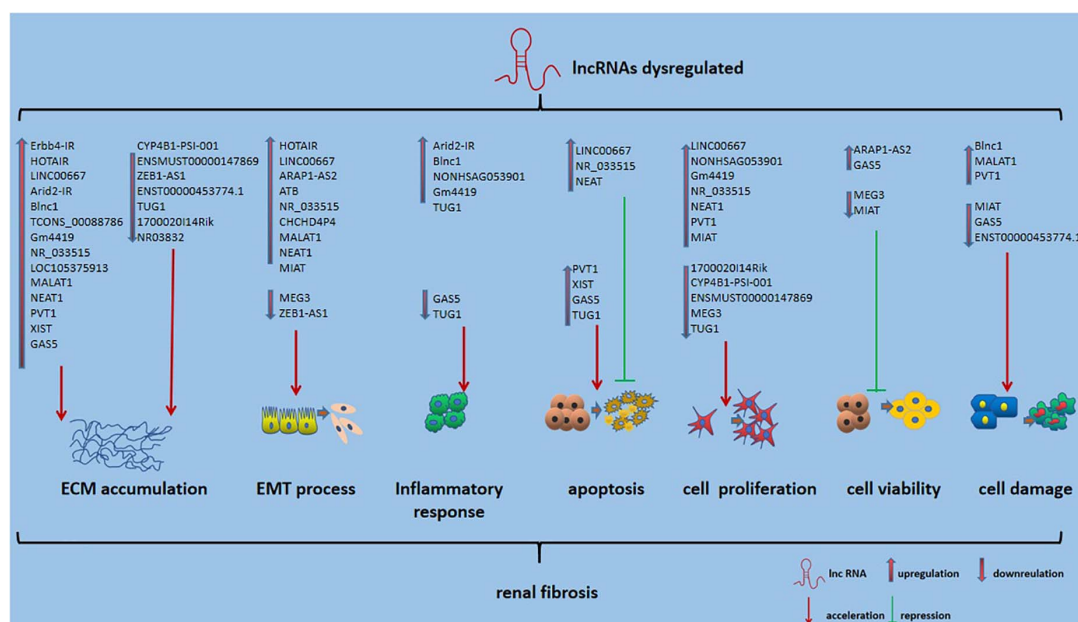 lncRNAs dysregulated
Erbb4-IR
HOTAIR
LINC00667
Arid2-IR
Blnc1
TCONS_00088786
Gm4419
NR_033515
LOC105375913
MALAT1
NEAT1
PVT1
XIST
GAS5
CYP4B1-PSI-001
ENSMUST00000147869
ZEB1-AS1
ENST00000453774.1
TUG1
1700020I14Rik
NR03832
HOTAIR
LINC00667
ARAP1-AS2
ATB
NR_033515
CHCHD4P4
MALAT1
NEAT1
MIAT
MEG3
ZEB1-AS1
Arid2-IR
Blnc1
NONHSAG053901
Gm4419
TUG1
GAS5
TUG1
LINC00667
NR_033515
NEAT
PVT1
XIST
GAS5
TUG1
LINC00667
NONHSAG053901
Gm4419
NR_033515
NEAT1
PVT1
MIAT
1700020I14Rik
CYP4B1-PSI-001
ENSMUST00000147869
MEG3
TUG1
ARAP1-AS2
GAS5
MEG3
MIAT
Blnc1
MALAT1
PVT1
MIAT
GAS5
ENST00000453774.1
ECM accumulation
EMT process
Inflammatory
response
apoptosis
cell proliferation
cell viability
cell damage
renal fibrosis
lnc RNA
upregulation
downreulation
acceleration
repression